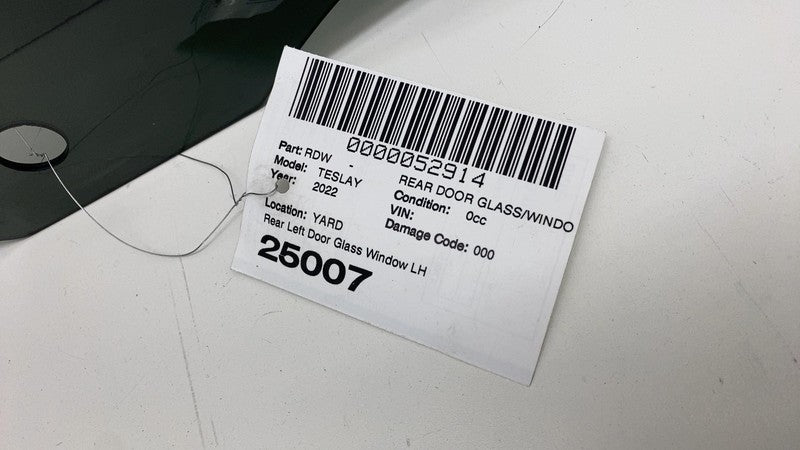 0000052914
Part: RDW - REAR DOOR GLASS/WINDO
Model: TESLAY Condition: 0cc
Year: 2022 VIN:
Location: YARD Damage Code: 000
Rear Left Door Glass Window LH
25007